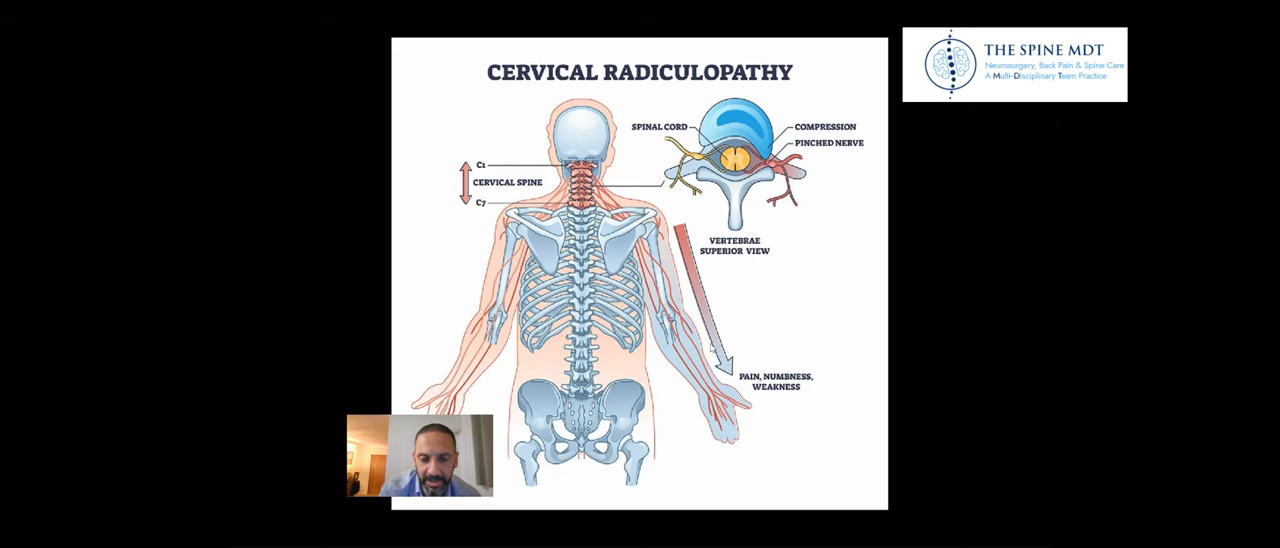 THE SPINE MDT
Neurosurgery, Back Pain & Spine Care
A Multi-Disciplinary Team Practice
CERVICAL RADICULOPATHY
SPINAL CORD
COMPRESSION
PINCHED NERVE
C1
CERVICAL SPINE
C7
VERTEBRAE
SUPERIOR VIEW
PAIN, NUMBNESS,
WEAKNESS